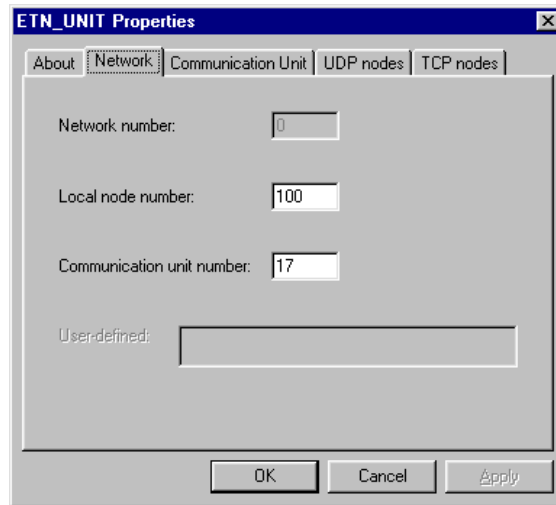 ETN_UNIT Properties
About Network Communication Unit UDP nodes TCP nodes
Network number: 0
Local node number: 100
Communication unit number: 17
User-defined:
OK Cancel Apply